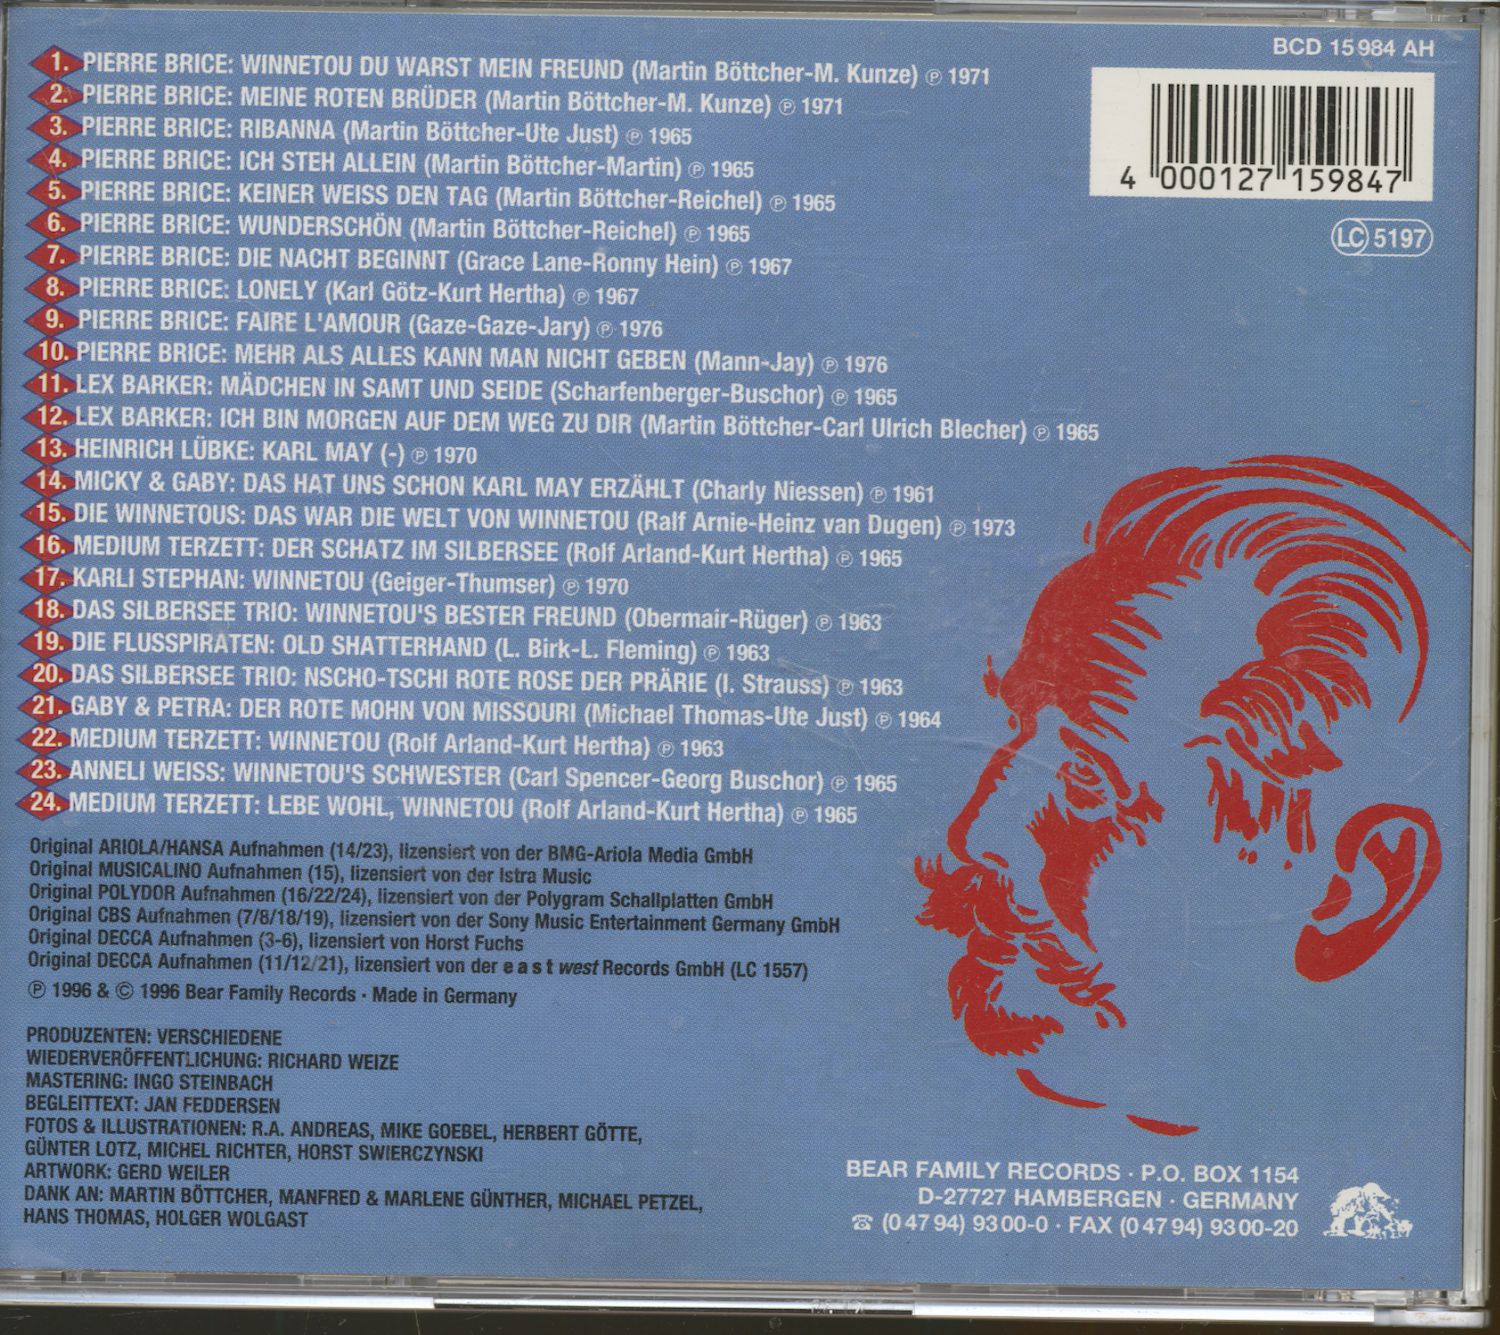 BCD 15 984 AH
4 000127 159847
LC 5197
1. PIERRE BRICE: WINNETOU DU WARST MEIN FREUND (Martin Böttcher-M. Kunze) ℗ 1971
2. PIERRE BRICE: MEINE ROTEN BRÜDER (Martin Böttcher-M. Kunze) ℗ 1971
3. PIERRE BRICE: RIBANNA (Martin Böttcher-Ute Just) ℗ 1965
4. PIERRE BRICE: ICH STEH ALLEIN (Martin Böttcher-Martin) ℗ 1965
5. PIERRE BRICE: KEINER WEISS DEN TAG (Martin Böttcher-Reichel) ℗ 1965
6. PIERRE BRICE: WUNDERSCHÖN (Martin Böttcher-Reichel) ℗ 1965
7. PIERRE BRICE: DIE NACHT BEGINNT (Grace Lane-Ronny Hein) ℗ 1967
8. PIERRE BRICE: LONELY (Karl Götz-Kurt Hertha) ℗ 1967
9. PIERRE BRICE: FAIRE L'AMOUR (Gaze-Gaze-Jary) ℗ 1976
10. PIERRE BRICE: MEHR ALS ALLES KANN MAN NICHT GEBEN (Mann-Jay) ℗ 1976
11. LEX BARKER: MÄDCHEN IN SAMT UND SEIDE (Scharfenberger-Buschor) ℗ 1965
12. LEX BARKER: ICH BIN MORGEN AUF DEM WEG ZU DIR (Martin Böttcher-Carl Ulrich Blecher) ℗ 1965
13. HEINRICH LÜBKE: KARL MAY (-) ℗ 1970
14. MICKY & GABY: DAS HAT UNS SCHON KARL MAY ERZÄHLT (Charly Niessen) ℗ 1961
15. DIE WINNETOUS: DAS WAR DIE WELT VON WINNETOU (Ralf Arnie-Heinz van Dugen) ℗ 1973
16. MEDIUM TERZETT: DER SCHATZ IM SILBERSEE (Rolf Arland-Kurt Hertha) ℗ 1965
17. KARLI STEPHAN: WINNETOU (Geiger-Thumser) ℗ 1970
18. DAS SILBERSEE TRIO: WINNETOU'S BESTER FREUND (Obermair-Rüger) ℗ 1963
19. DIE FLUSSPIRATEN: OLD SHATTERHAND (L. Birk-L. Fleming) ℗ 1963
20. DAS SILBERSEE TRIO: NSCHO-TSCHI ROTE ROSE DER PRÄRIE (I. Strauss) ℗ 1963
21. GABY & PETRA: DER ROTE MOHN VON MISSOURI (Michael Thomas-Ute Just) ℗ 1964
22. MEDIUM TERZETT: WINNETOU (Rolf Arland-Kurt Hertha) ℗ 1963
23. ANNELI WEISS: WINNETOU'S SCHWESTER (Carl Spencer-Georg Buschor) ℗ 1965
24. MEDIUM TERZETT: LEBE WOHL, WINNETOU (Rolf Arland-Kurt Hertha) ℗ 1965
Original ARIOLA/HANSA Aufnahmen (14/23), lizensiert von der BMG-Ariola Media GmbH
Original MUSICALINO Aufnahmen (15), lizensiert von der Istra Music
Original POLYDOR Aufnahmen (16/22/24), lizensiert von der Polygram Schallplatten GmbH
Original CBS Aufnahmen (7/8/18/19), lizensiert von der Sony Music Entertainment Germany GmbH
Original DECCA Aufnahmen (3-6), lizensiert von Horst Fuchs
Original DECCA Aufnahmen (11/12/21), lizensiert von der east west Records GmbH (LC 1557)
℗ 1996 & © 1996 Bear Family Records · Made in Germany
PRODUZENTEN: VERSCHIEDENE
WIEDERVERÖFFENTLICHUNG: RICHARD WEIZE
MASTERING: INGO STEINBACH
BEGLEITTEXT: JAN FEDDERSEN
FOTOS & ILLUSTRATIONEN: R.A. ANDREAS, MIKE GOEBEL, HERBERT GÖTTE,
GÜNTER LOTZ, MICHEL RICHTER, HORST SWIERCZYNSKI
ARTWORK: GERD WEILER
DANK AN: MARTIN BÖTTCHER, MANFRED & MARLENE GÜNTHER, MICHAEL PETZEL,
HANS THOMAS, HOLGER WOLGAST
BEAR FAMILY RECORDS · P.O. BOX 1154
D-27727 HAMBERGEN · GERMANY
☎ (0 47 94) 93 00-0 · FAX (0 47 94) 93 00-20